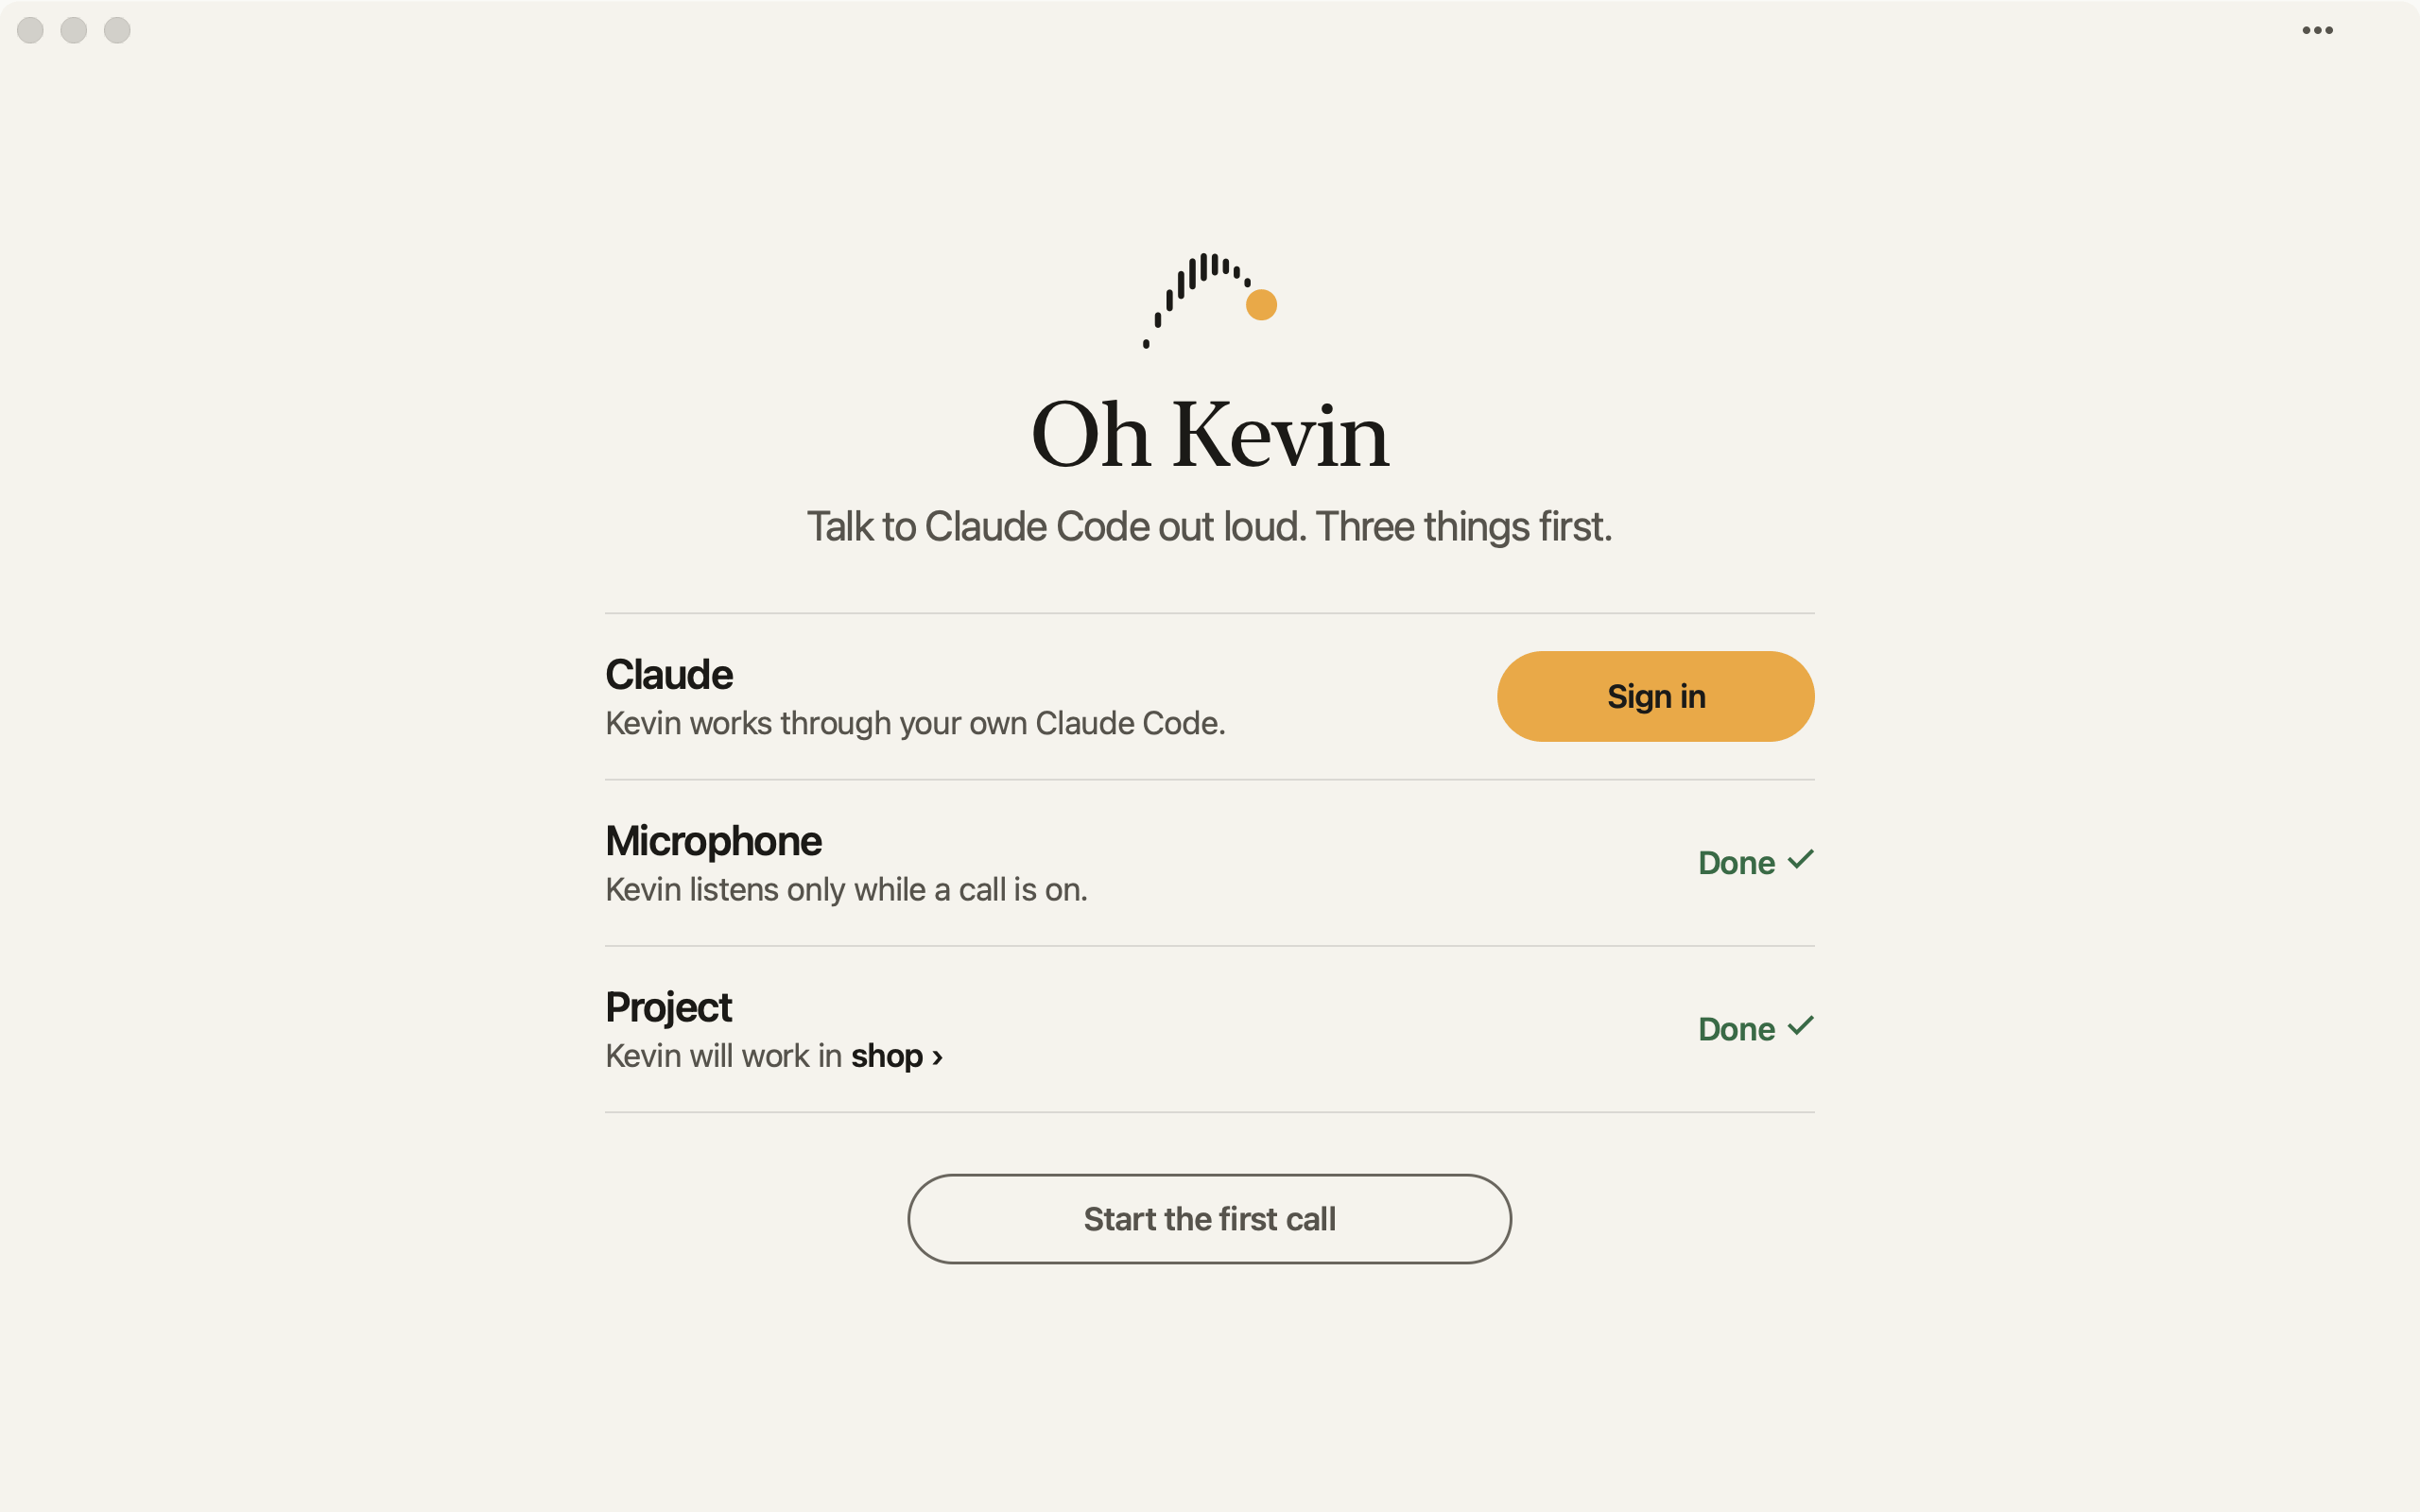 Oh Kevin
Talk to Claude Code out loud. Three things first.
Claude
Kevin works through your own Claude Code.
Sign in
Microphone
Kevin listens only while a call is on.
Done ✓
Project
Kevin will work in shop ›
Done ✓
Start the first call